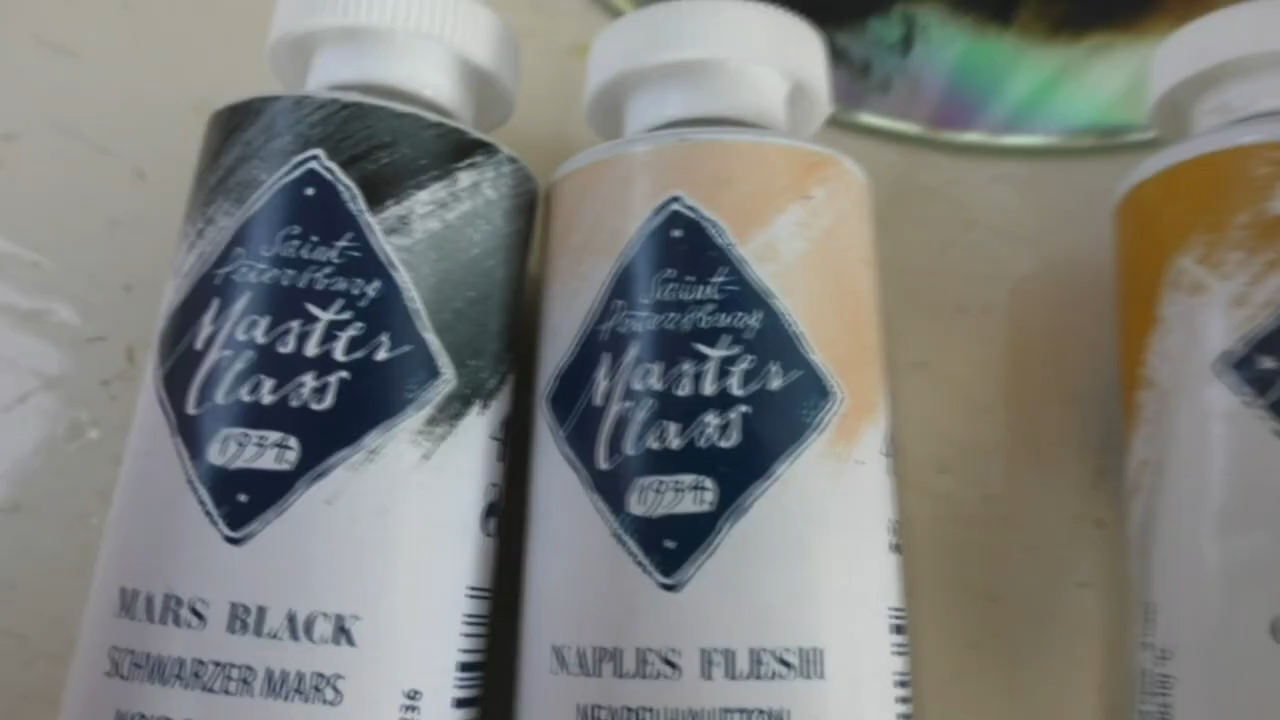 Saint-
Petersburg
Master
Class
1934
MARS BLACK
SCHWARZER MARS
Saint-
Petersburg
Master
Class
1934
NAPLES FLESH